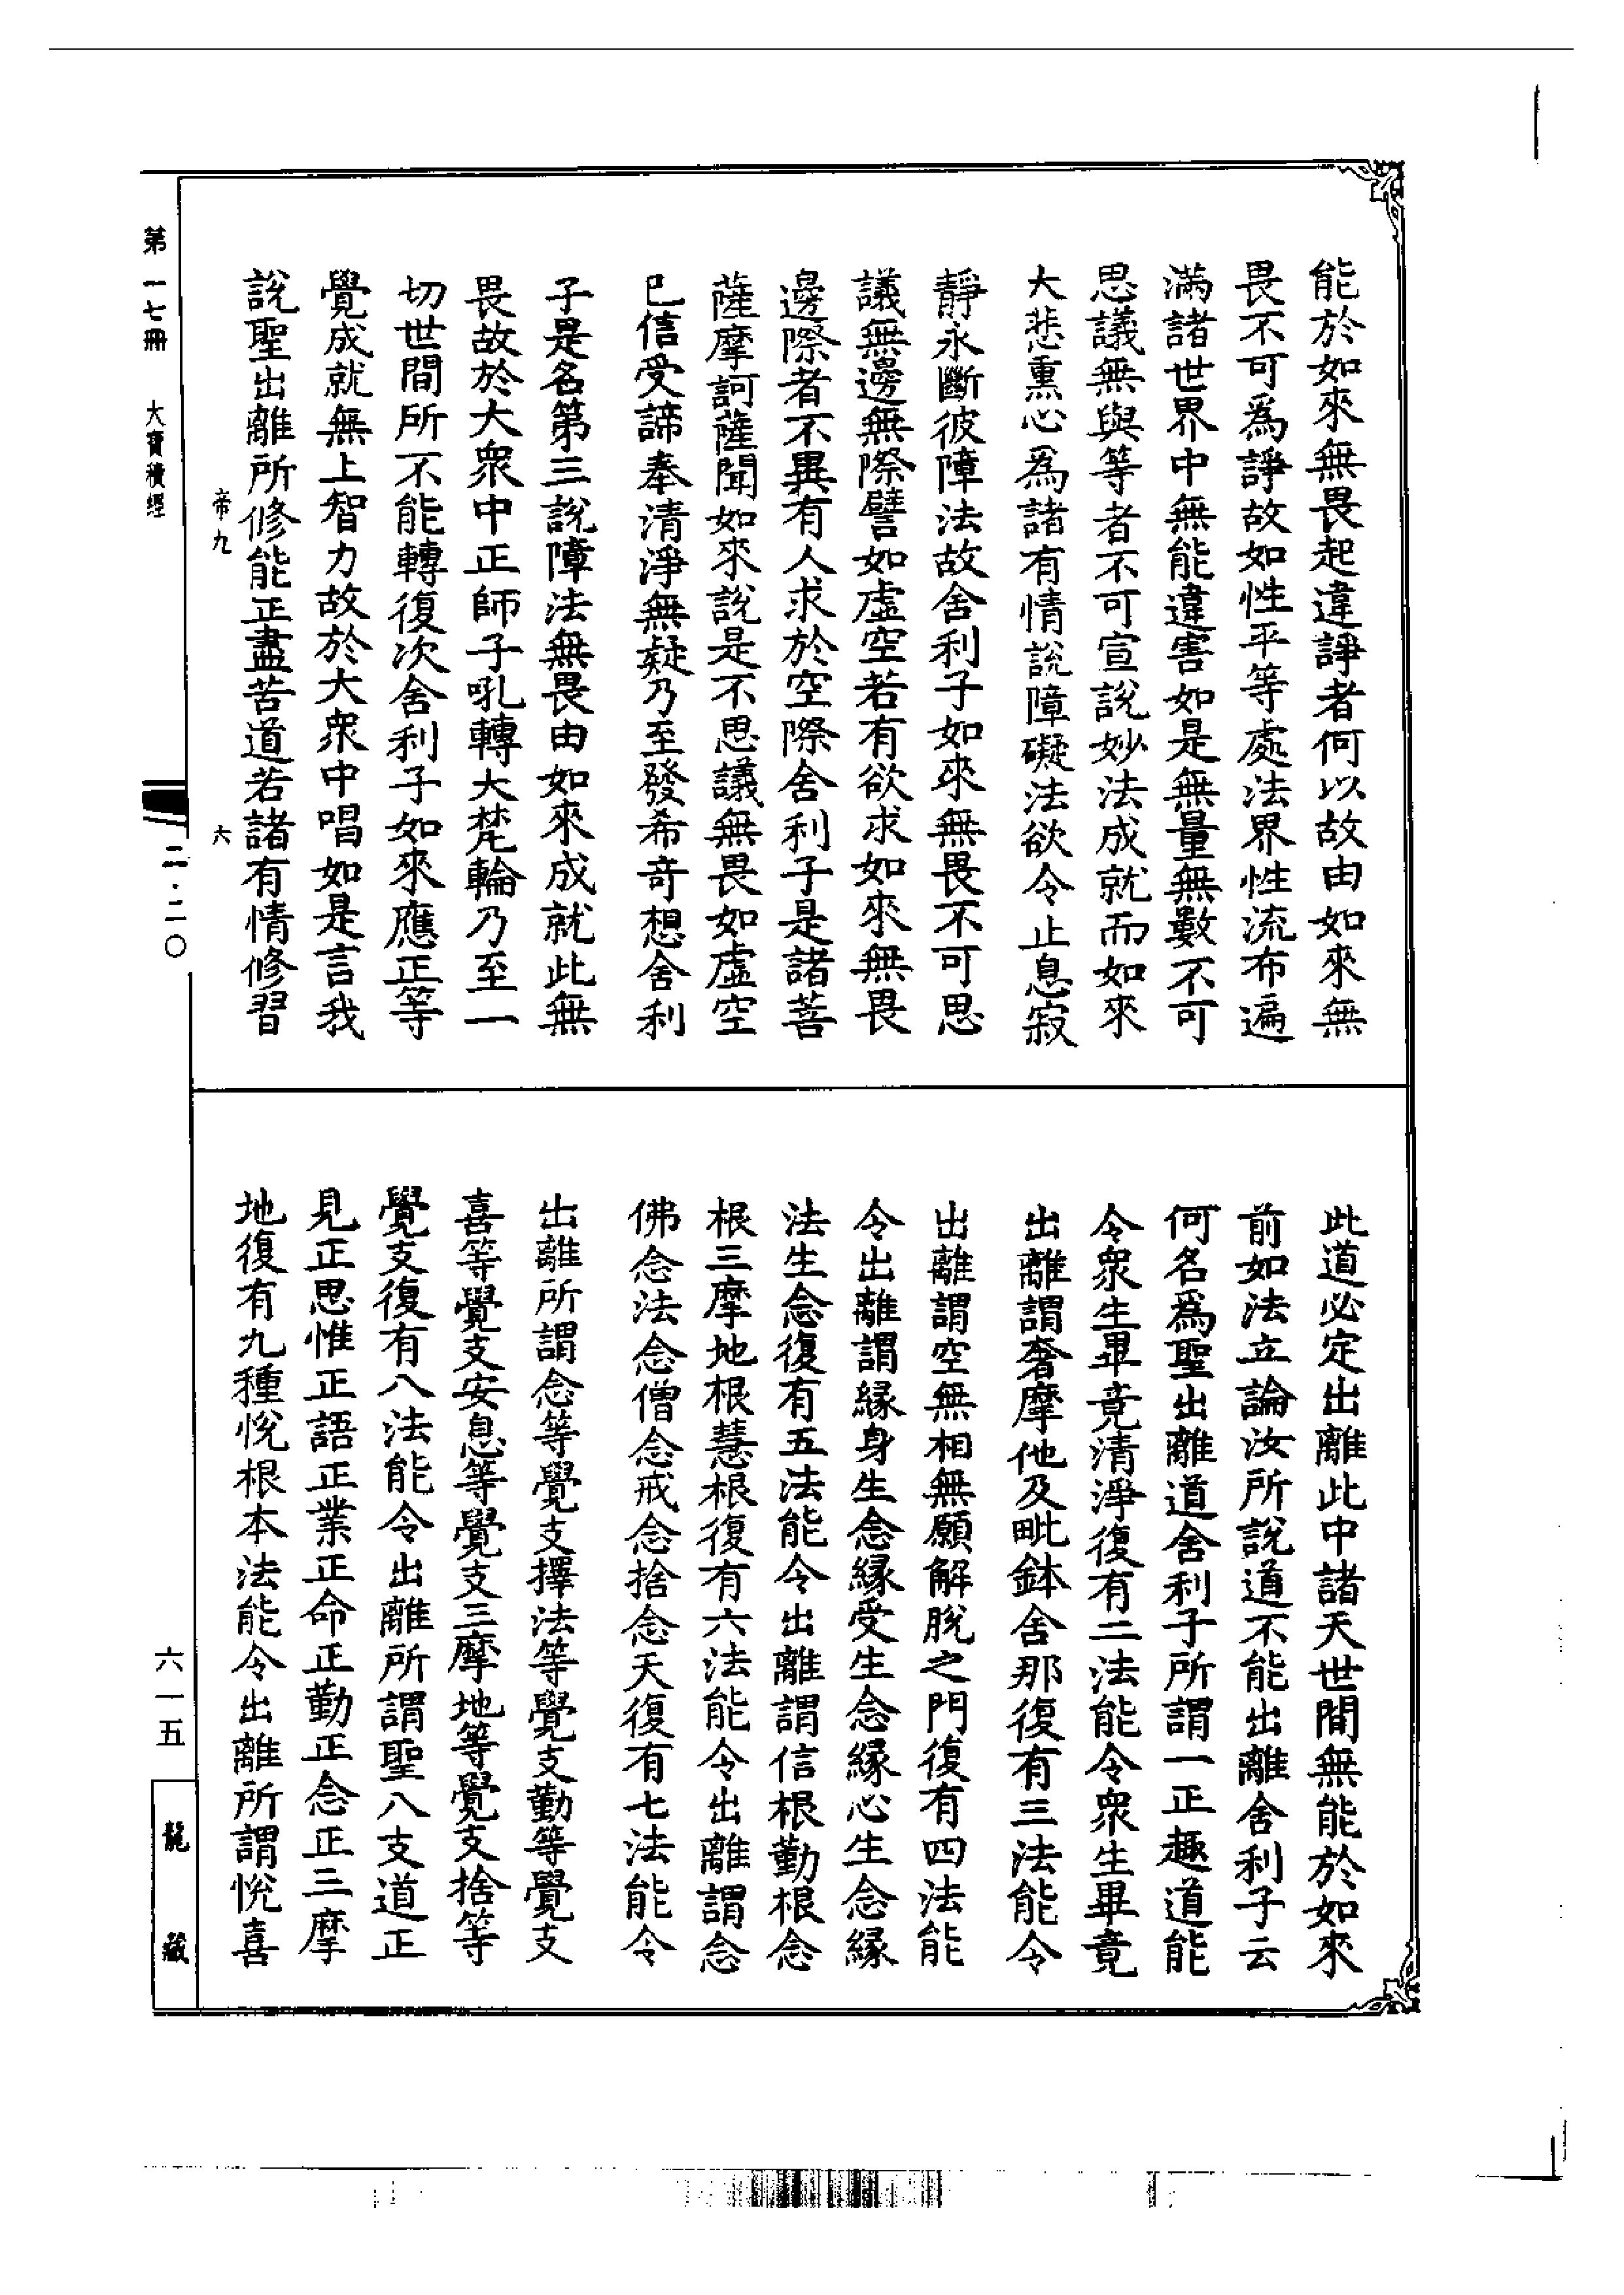 能於如來無畏起違諍者何以故由如來無
畏不可爲諍故如性平等處法界性流布遍
滿諸世界中無能違害如是無量無數不可
思議無與等者不可宣說妙法成就而如來
大悲熏心爲諸有情說障礙法欲令止息寂
靜永斷彼障法故舍利子如來無畏不可思
議無邊無際譬如虛空若有欲求如來無畏
邊際者不異有人求於空際舍利子是諸菩
薩摩訶薩聞如來說是不思議無畏如虛空
已信受諦奉清淨無疑乃至發希奇想舍利
子是名第三說障法無畏由如來成就此無
畏故於大衆中正師子吼轉大梵輪乃至一
切世間所不能轉復次舍利子如來應正等
覺成就無上智力故於大衆中唱如是言我
說聖出離所修能正盡苦道若諸有情修習
帝九 六
此道必定出離此中諸天世間無能於如來
前如法立論汝所說道不能出離舍利子云
何名爲聖出離道舍利子所謂一正趣道能
令衆生畢竟清淨復有二法能令衆生畢竟
出離謂奢摩他及毗鉢舍那復有三法能令
出離謂空無相無願解脫之門復有四法能
令出離謂緣身生念緣受生念緣心生念緣
法生念復有五法能令出離謂信根勤根念
根三摩地根慧根復有六法能令出離謂念
佛念法念僧念戒念捨念天復有七法能令
出離所謂念等覺支擇法等覺支勤等覺支
喜等覺支安息等覺支三摩地等覺支捨等
覺支復有八法能令出離所謂聖八支道正
見正思惟正語正業正命正勤正念正三摩
地復有九種悅根本法能令出離所謂悅喜
第一七冊 大寶積經
二·二〇
六一五
龍藏